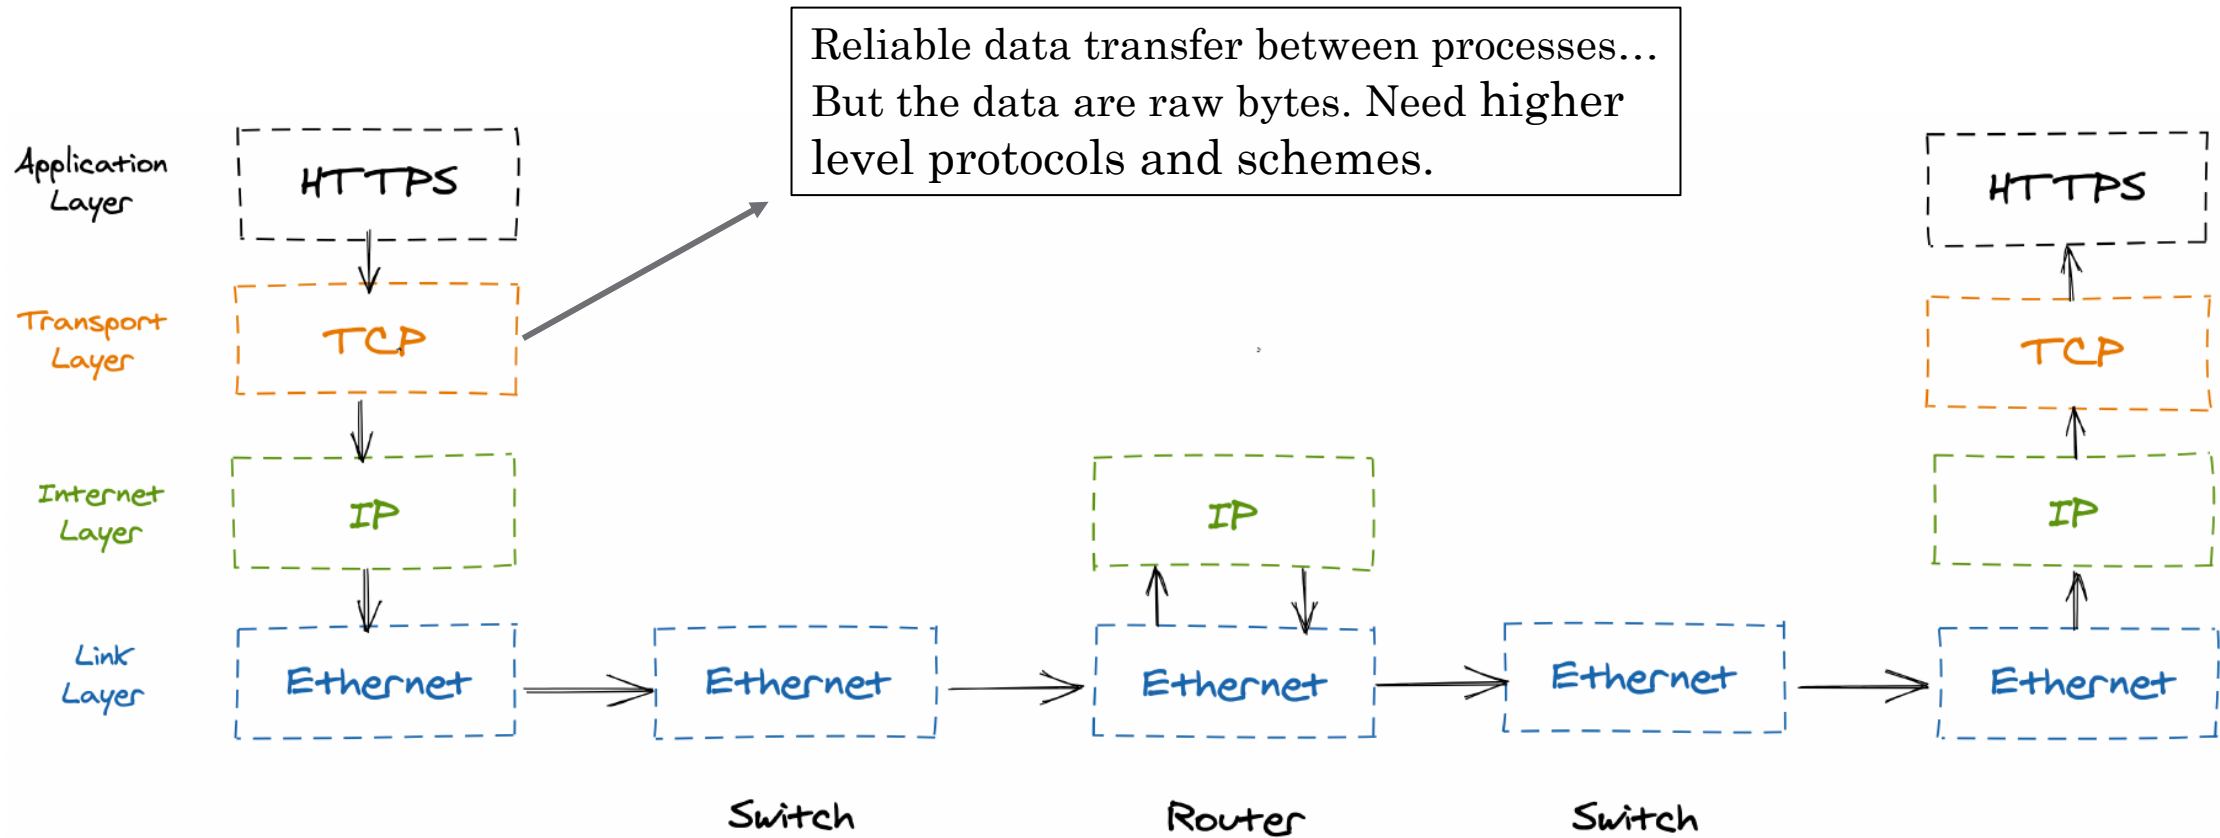 Reliable data transfer between processes…
But the data are raw bytes. Need higher
level protocols and schemes.
Application
Layer
HTTPS
HTTPS
Transport
Layer
TCP
TCP
Internet
Layer
IP
IP
IP
Link
Layer
Ethernet
Ethernet
Ethernet
Ethernet
Ethernet
Switch
Router
Switch